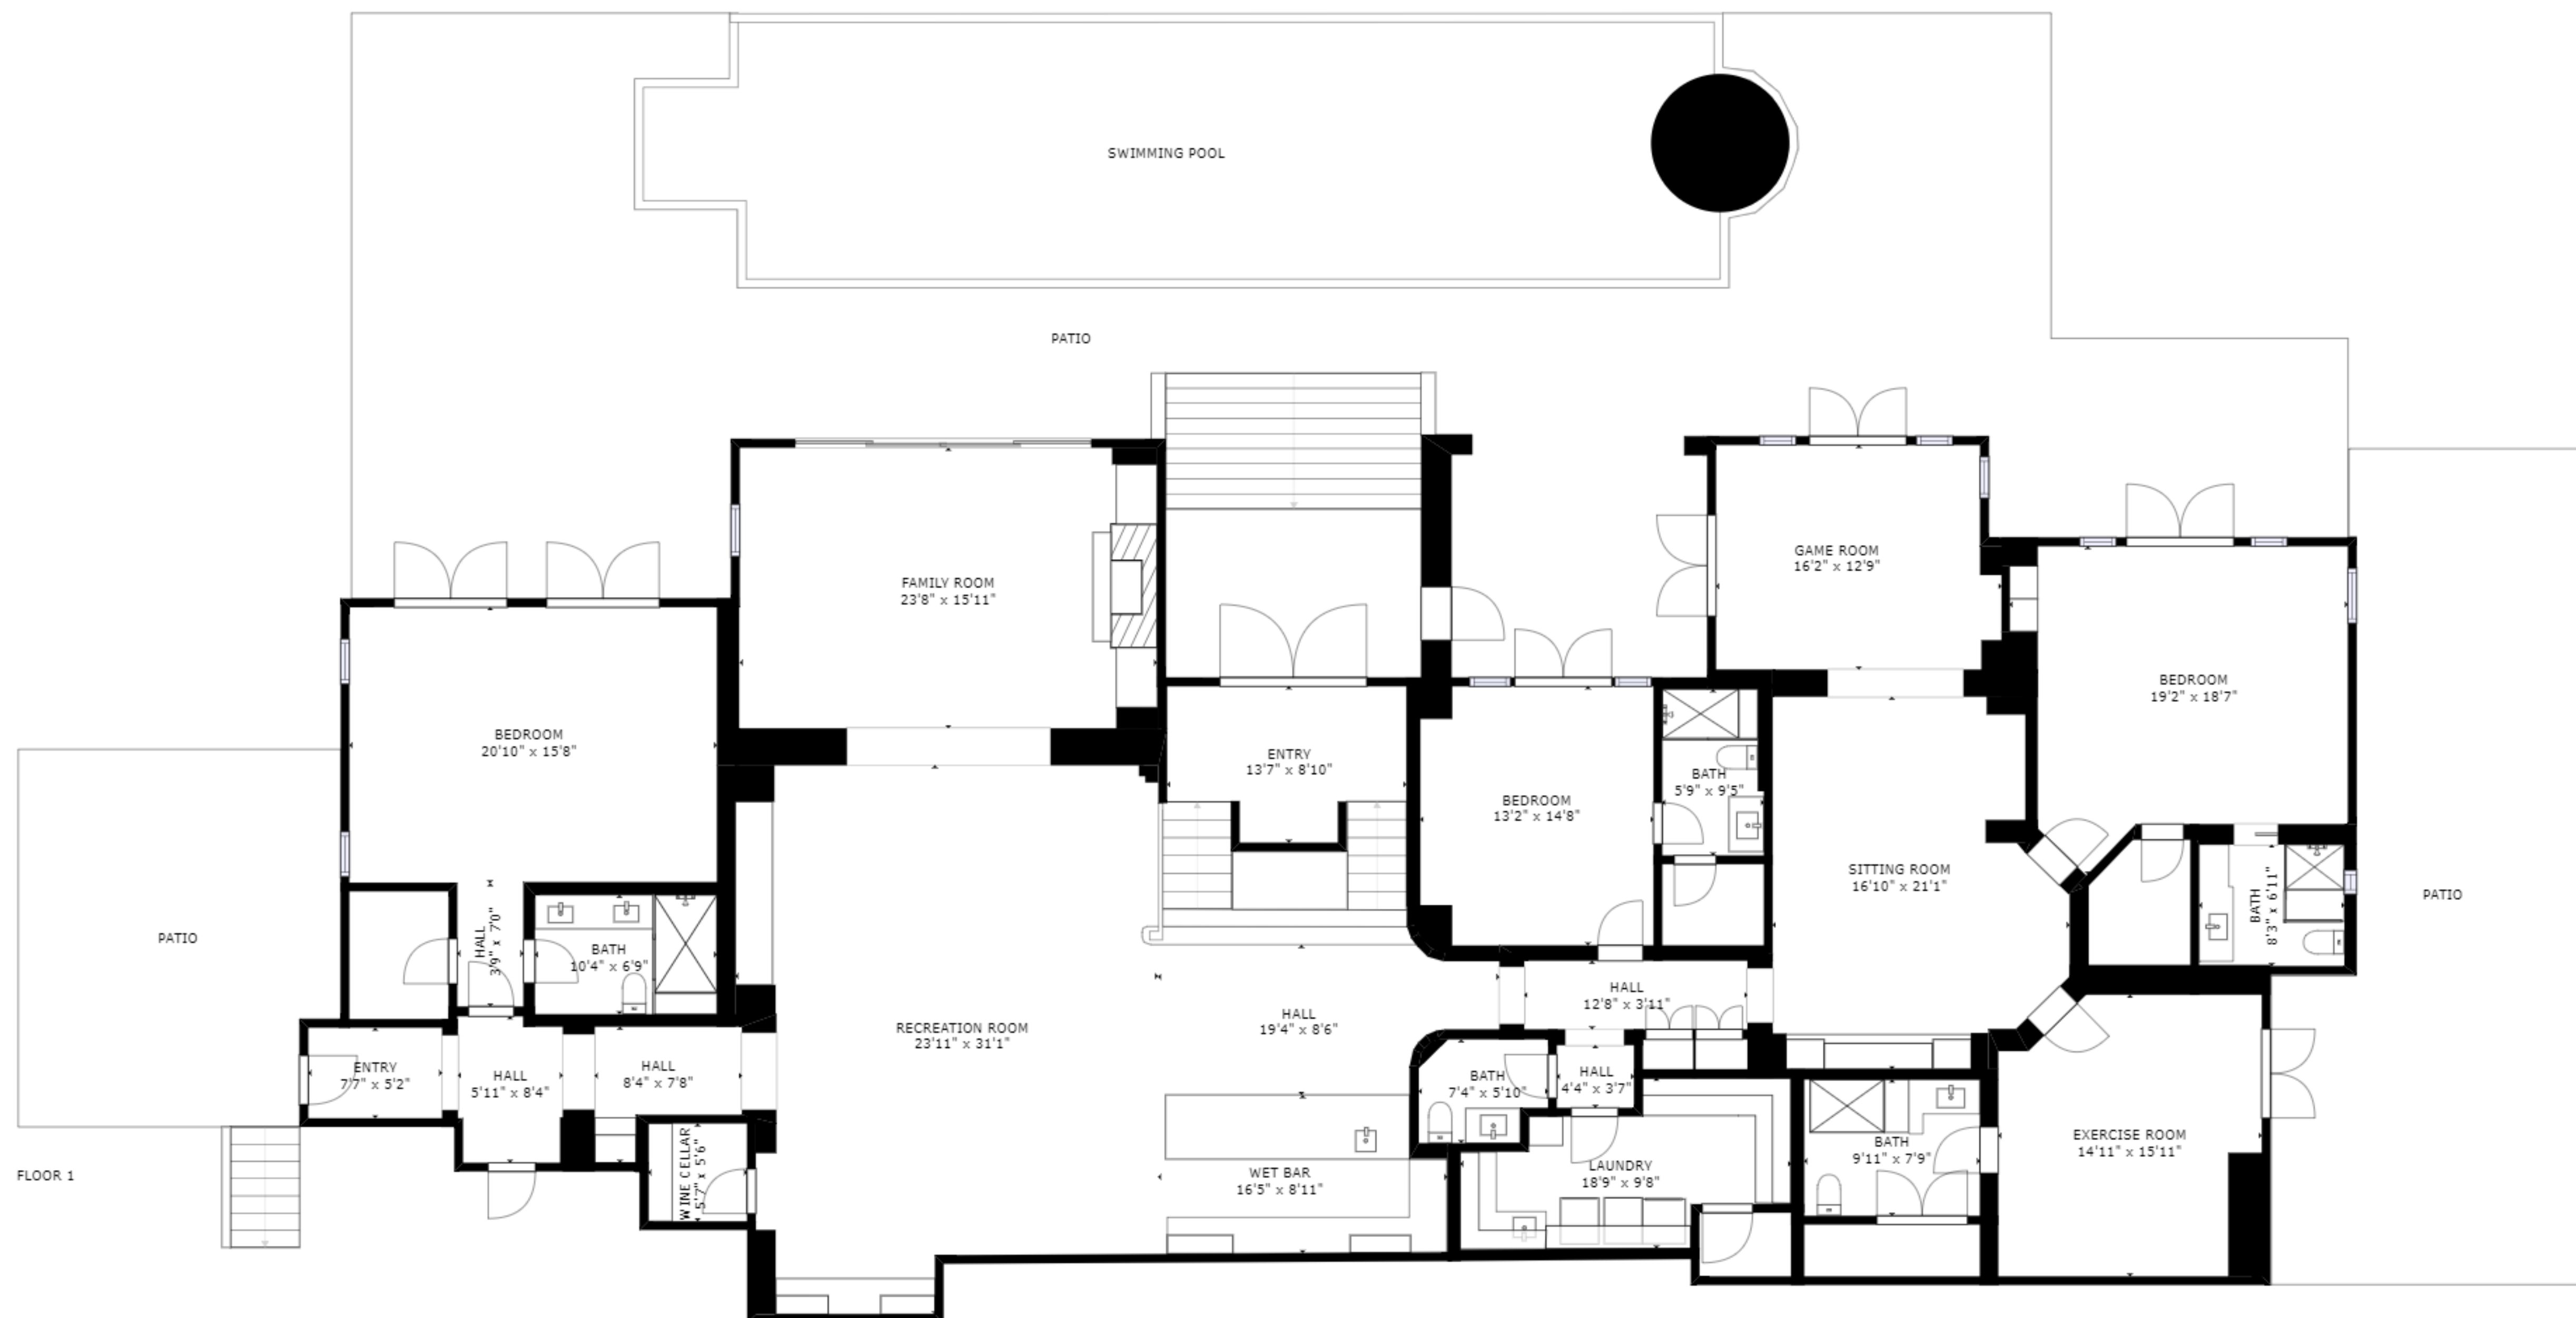 SWIMMING POOL
PATIO
GAME ROOM
16'2" x 12'9"
FAMILY ROOM
23'8" x 15'11"
BEDROOM
19'2" x 18'7"
BEDROOM
20'10" x 15'8"
ENTRY
13'7" x 8'10"
BATH
5'9" x 9'5"
BEDROOM
13'2" x 14'8"
SITTING ROOM
16'10" x 21'1"
BATH
8'3" x 6'11"
PATIO
PATIO
HALL
3'9" x 7'0"
BATH
10'4" x 6'9"
HALL
12'8" x 3'11"
HALL
19'4" x 8'6"
RECREATION ROOM
23'11" x 31'1"
ENTRY
7'7" x 5'2"
HALL
5'11" x 8'4"
HALL
8'4" x 7'8"
BATH
7'4" x 5'10"
HALL
4'4" x 3'7"
EXERCISE ROOM
14'11" x 15'11"
BATH
9'11" x 7'9"
WINE CELLAR
5'7" x 5'6"
WET BAR
16'5" x 8'11"
LAUNDRY
18'9" x 9'8"
FLOOR 1